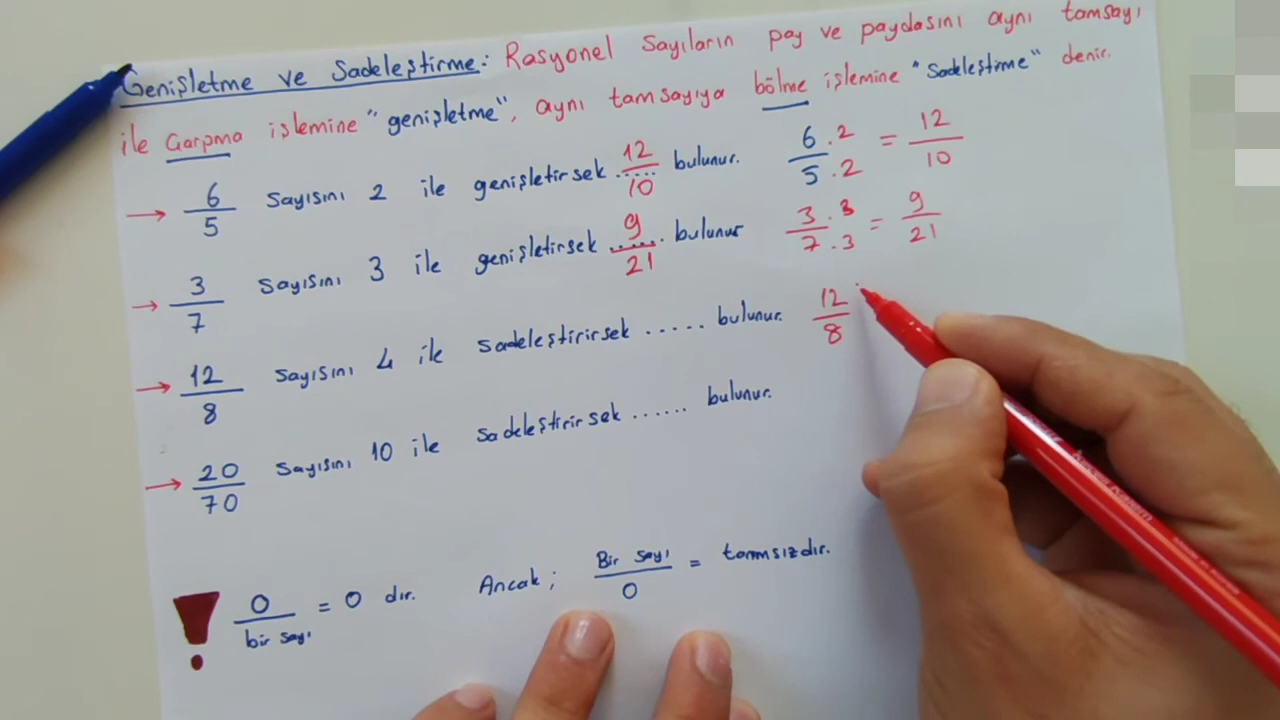 Genişletme ve Sadeleştirme: Rasyonel Sayıların pay ve paydasını aynı tamsayı
ile Çarpma işlemine "genişletme", aynı tamsayıya bölme işlemine "Sadeleştirme" denir.
→ 6/5 sayısını 2 ile genişletirsek 12/10 bulunur. 6.2/5.2 = 12/10
→ 3/7 sayısını 3 ile genişletirsek 9/21 bulunur 3.3/7.3 = 9/21
→ 12/8 sayısını 4 ile sadeleştirirsek ..... bulunur. 12/8
→ 20/70 sayısını 10 ile sadeleştirirsek ...... bulunur.
! 0/bir sayı = 0 dır. Ancak; Bir sayı/0 = tanımsızdır.